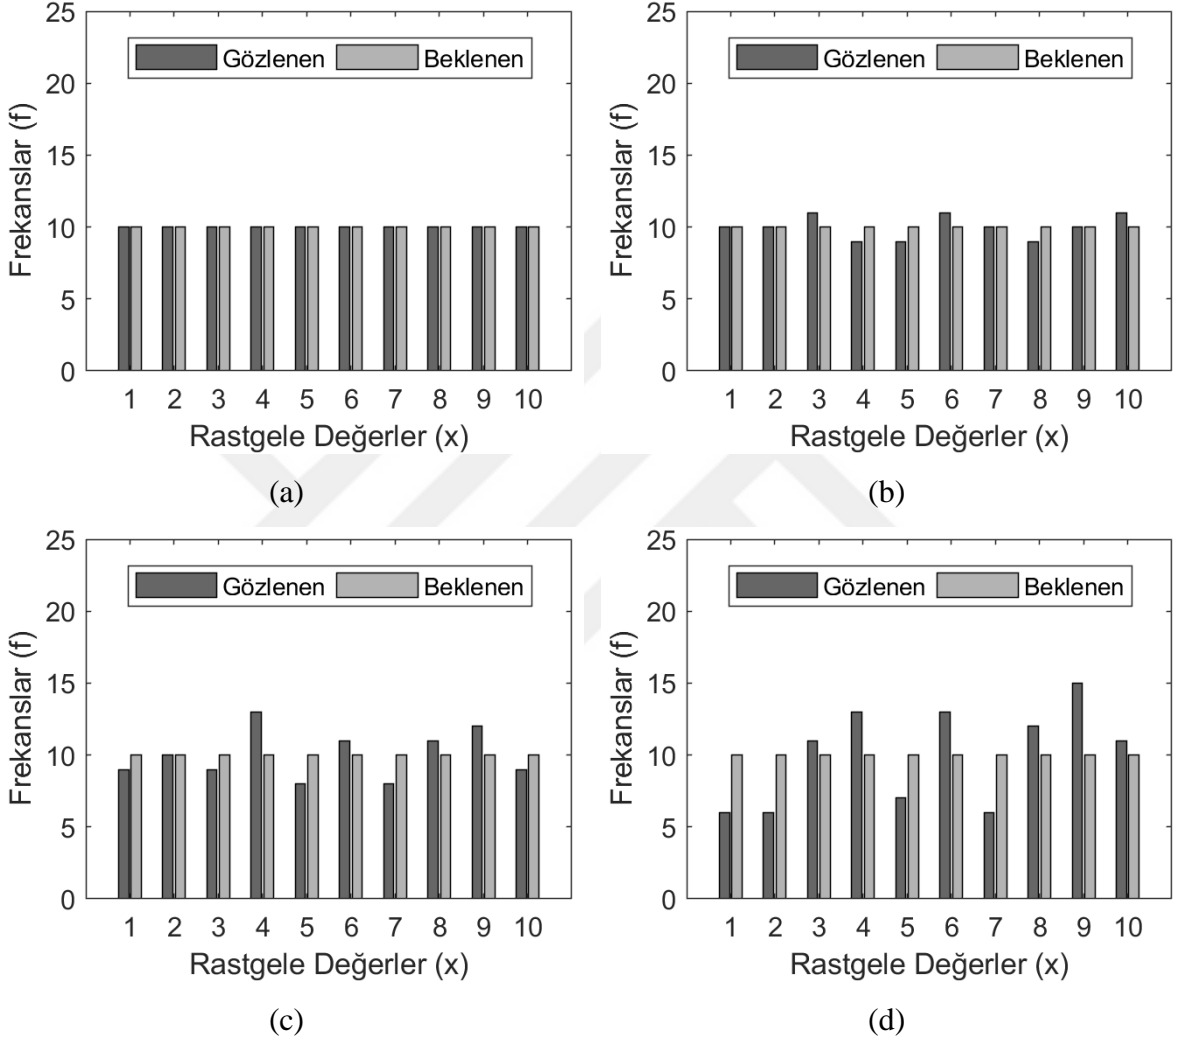 25
20
15
10
5
0
Frekanslar (f)
Gözlenen Beklenen
1 2 3 4 5 6 7 8 9 10
Rastgele Değerler (x)
(a)
25
20
15
10
5
0
Frekanslar (f)
Gözlenen Beklenen
1 2 3 4 5 6 7 8 9 10
Rastgele Değerler (x)
(b)
25
20
15
10
5
0
Frekanslar (f)
Gözlenen Beklenen
1 2 3 4 5 6 7 8 9 10
Rastgele Değerler (x)
(c)
25
20
15
10
5
0
Frekanslar (f)
Gözlenen Beklenen
1 2 3 4 5 6 7 8 9 10
Rastgele Değerler (x)
(d)